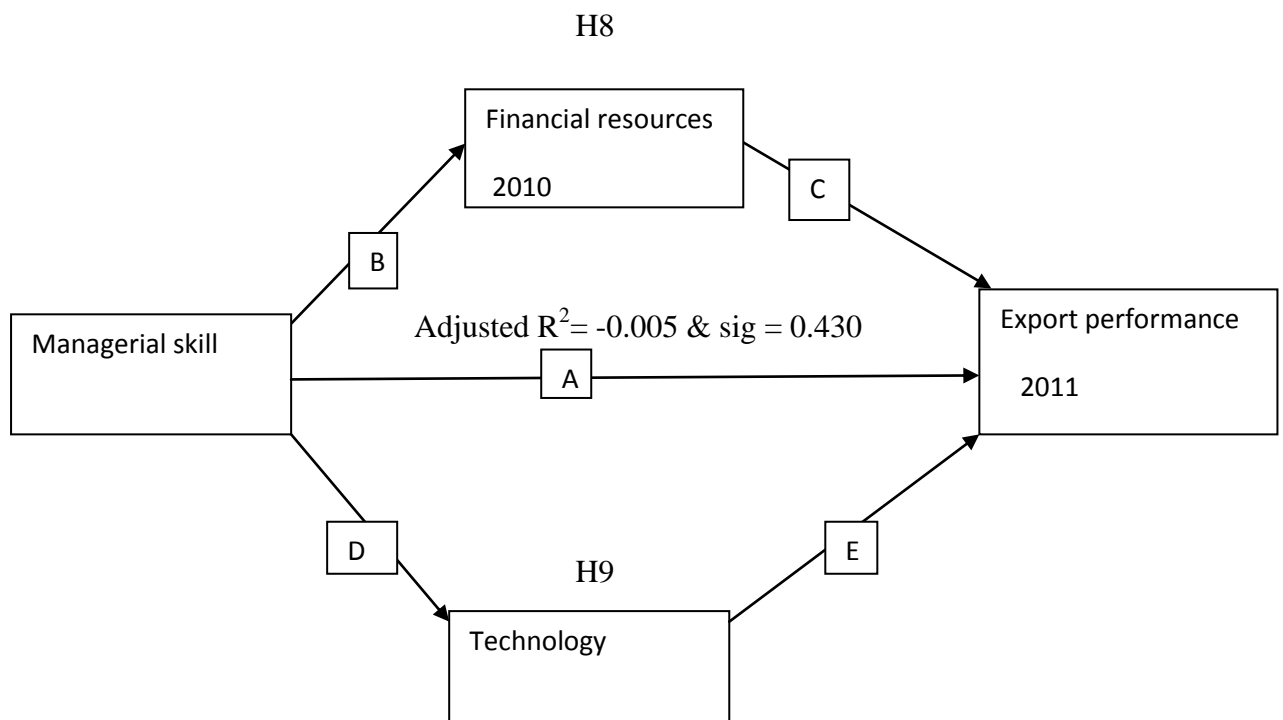 H8
Financial resources
2010
C
B
Adjusted R²= -0.005 & sig = 0.430
Managerial skill
Export performance
A
2011
D
E
H9
Technology